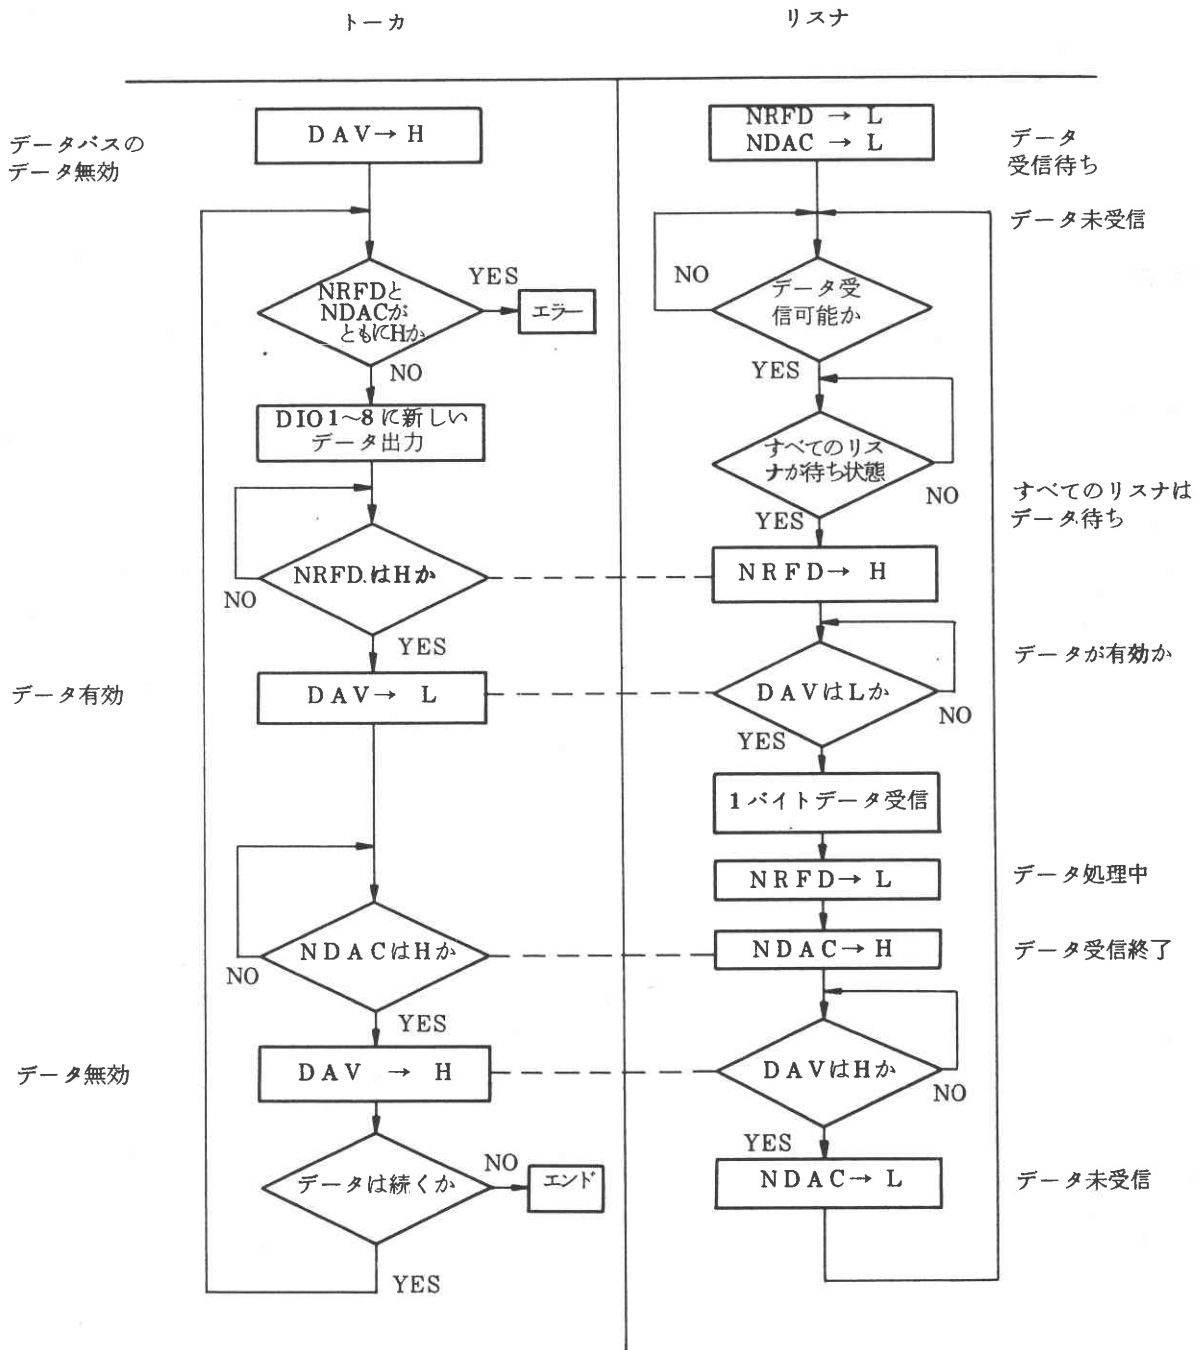 トーカ
リスナ
データバスの
データ無効
DAV→ H
NRFDと
NDACが
ともにHか
YES
エラー
NO
DIO1~8に新しい
データ出力
NRFD.はHか
NO
YES
データ有効
DAV→ L
NDACはHか
NO
YES
データ無効
DAV → H
データは続くか
NO
エンド
YES
NRFD → L
NDAC → L
データ
受信待ち
データ未受信
NO
データ受
信可能か
YES
すべてのリス
ナが待ち状態
NO
YES
すべてのリスナは
データ待ち
NRFD→ H
データが有効か
DAVはLか
NO
YES
1バイトデータ受信
NRFD→ L
データ処理中
NDAC→ H
データ受信終了
DAVはHか
NO
YES
NDAC→ L
データ未受信